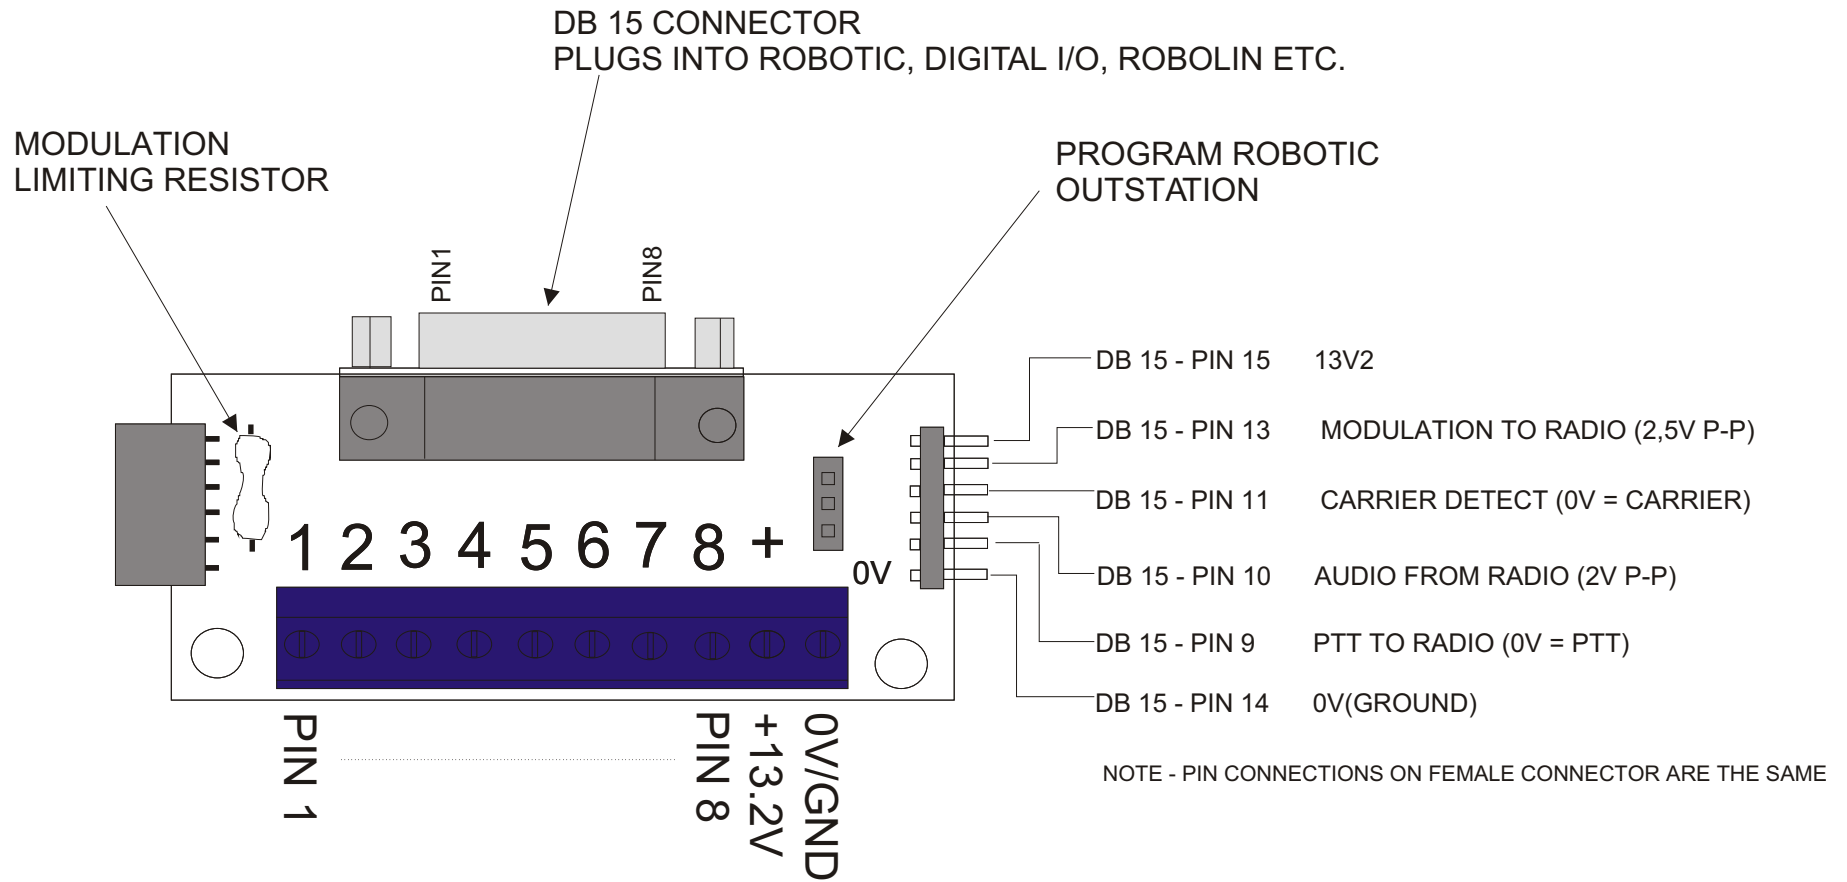 DB 15 CONNECTOR
PLUGS INTO ROBOTIC, DIGITAL I/O, ROBOLIN ETC.
MODULATION
LIMITING RESISTOR
PROGRAM ROBOTIC
OUTSTATION
PIN1
PIN8
DB 15 - PIN 15 13V2
DB 15 - PIN 13 MODULATION TO RADIO (2,5V P-P)
DB 15 - PIN 11 CARRIER DETECT (0V = CARRIER)
1 2 3 4 5 6 7 8 +
0V
DB 15 - PIN 10 AUDIO FROM RADIO (2V P-P)
DB 15 - PIN 9 PTT TO RADIO (0V = PTT)
DB 15 - PIN 14 0V(GROUND)
PIN 1
PIN 8
+13.2V
0V/GND
NOTE - PIN CONNECTIONS ON FEMALE CONNECTOR ARE THE SAME